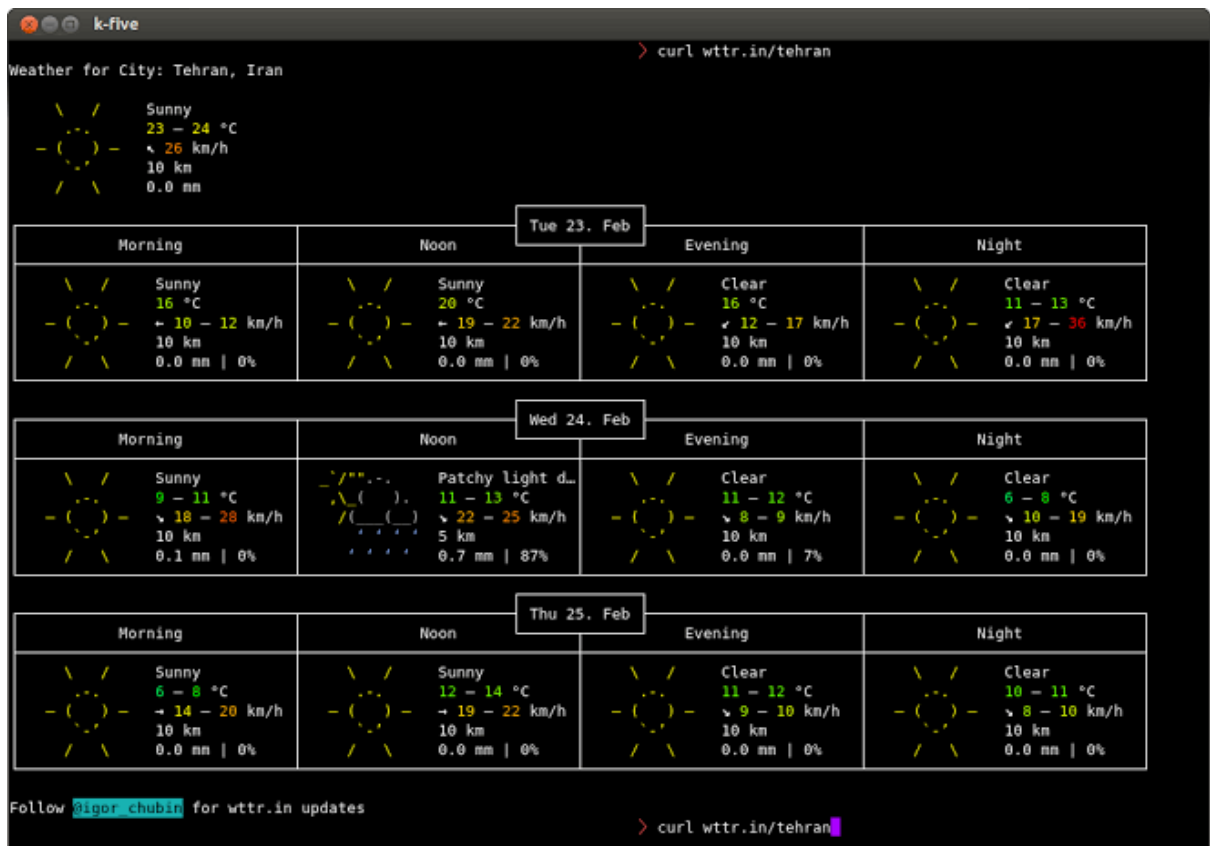 k-five
> curl wttr.in/tehran
Weather for City: Tehran, Iran
Sunny
23 – 24 °C
↖ 26 km/h
10 km
0.0 mm
Tue 23. Feb
Morning Noon Evening Night
Sunny Sunny Clear Clear
16 °C 20 °C 16 °C 11 – 13 °C
← 10 – 12 km/h ← 19 – 22 km/h ↙ 12 – 17 km/h ↙ 17 – 36 km/h
10 km 10 km 10 km 10 km
0.0 mm | 0% 0.0 mm | 0% 0.0 mm | 0% 0.0 mm | 0%
Wed 24. Feb
Morning Noon Evening Night
Sunny Patchy light d… Clear Clear
9 – 11 °C 11 – 13 °C 11 – 12 °C 6 – 8 °C
↘ 18 – 28 km/h ↘ 22 – 25 km/h ↘ 8 – 9 km/h ↘ 10 – 19 km/h
10 km 5 km 10 km 10 km
0.1 mm | 0% 0.7 mm | 87% 0.0 mm | 7% 0.0 mm | 0%
Thu 25. Feb
Morning Noon Evening Night
Sunny Sunny Clear Clear
6 – 8 °C 12 – 14 °C 11 – 12 °C 10 – 11 °C
→ 14 – 20 km/h → 19 – 22 km/h ↘ 9 – 10 km/h ↘ 8 – 10 km/h
10 km 10 km 10 km 10 km
0.0 mm | 0% 0.0 mm | 0% 0.0 mm | 0% 0.0 mm | 0%
Follow @igor_chubin for wttr.in updates
> curl wttr.in/tehran